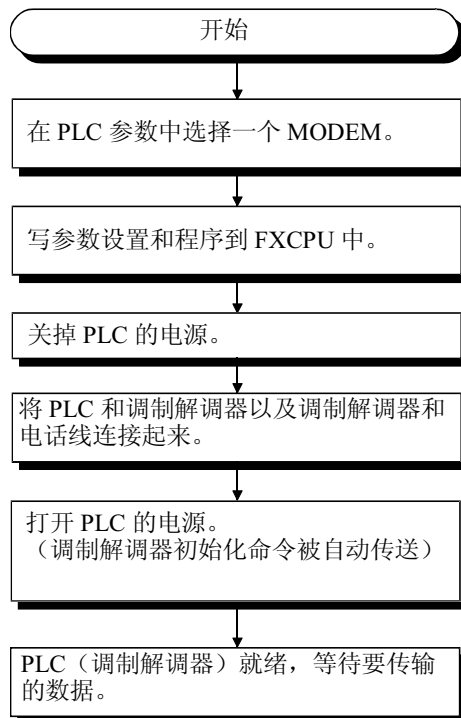 开始
在 PLC 参数中选择一个 MODEM。
写参数设置和程序到 FXCPU 中。
关掉 PLC 的电源。
将 PLC 和调制解调器以及调制解调器和
电话线连接起来。
打开 PLC 的电源。
（调制解调器初始化命令被自动传送）
PLC（调制解调器）就绪，等待要传输
的数据。